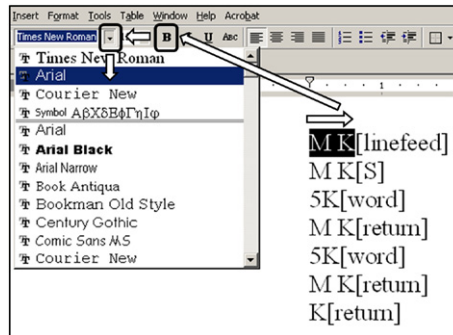 Insert Format Tools Table Window Help Acrobat
Times New Roman B U ABC
Times New Roman
Arial
Courier New
Symbol ΑβΧδΕφΓηΙφ
Arial
Arial Black
Arial Narrow
Book Antiqua
Bookman Old Style
Century Gothic
Comic Sans MS
Courier New
1
M K[linefeed]
M K[S]
5K[word]
M K[return]
5K[word]
M K[return]
K[return]